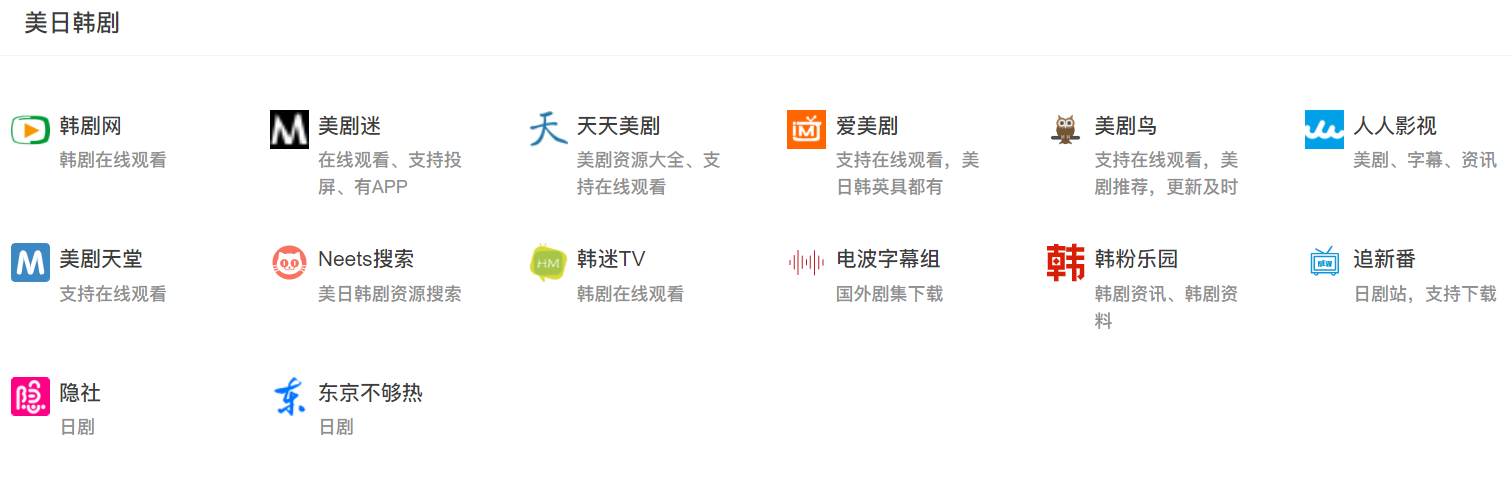 美日韩剧
韩剧网
韩剧在线观看
美剧迷
在线观看、支持投
屏、有APP
天天美剧
美剧资源大全、支
持在线观看
爱美剧
支持在线观看，美
日韩英具都有
美剧鸟
支持在线观看，美
剧推荐，更新及时
人人影视
美剧、字幕、资讯
美剧天堂
支持在线观看
Neets搜索
美日韩剧资源搜索
HM
韩迷TV
韩剧在线观看
电波字幕组
国外剧集下载
韩
韩粉乐园
韩剧资讯、韩剧资
料
NEW
追新番
日剧站，支持下载
隐
隐社
日剧
东
东京不够热
日剧
M
M
天
M